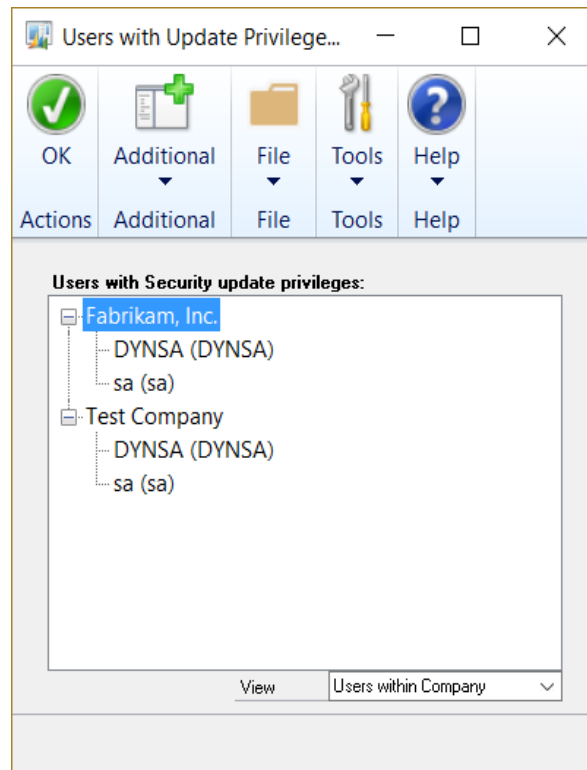 Users with Update Privilege...
OK Additional File Tools Help
Actions Additional File Tools Help
Users with Security update privileges:
Fabrikam, Inc.
DYNSA (DYNSA)
sa (sa)
Test Company
DYNSA (DYNSA)
sa (sa)
View Users within Company